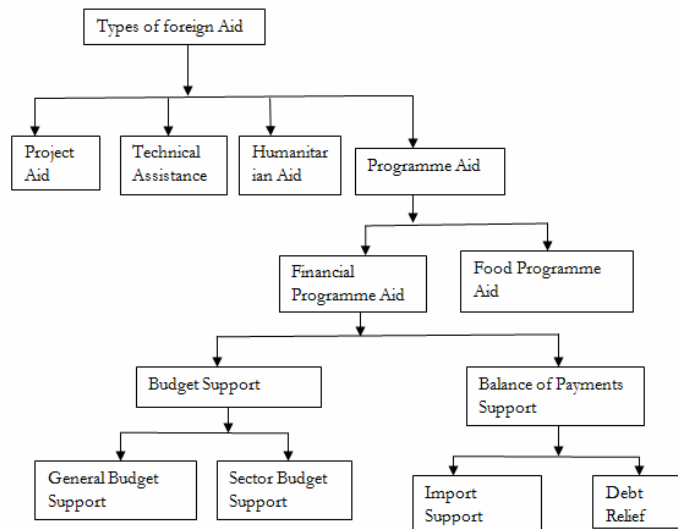 Types of foreign Aid
Project
Aid
Technical
Assistance
Humanitar
ian Aid
Programme Aid
Financial
Programme Aid
Food Programme
Aid
Budget Support
Balance of Payments
Support
General Budget
Support
Sector Budget
Support
Import
Support
Debt
Relief